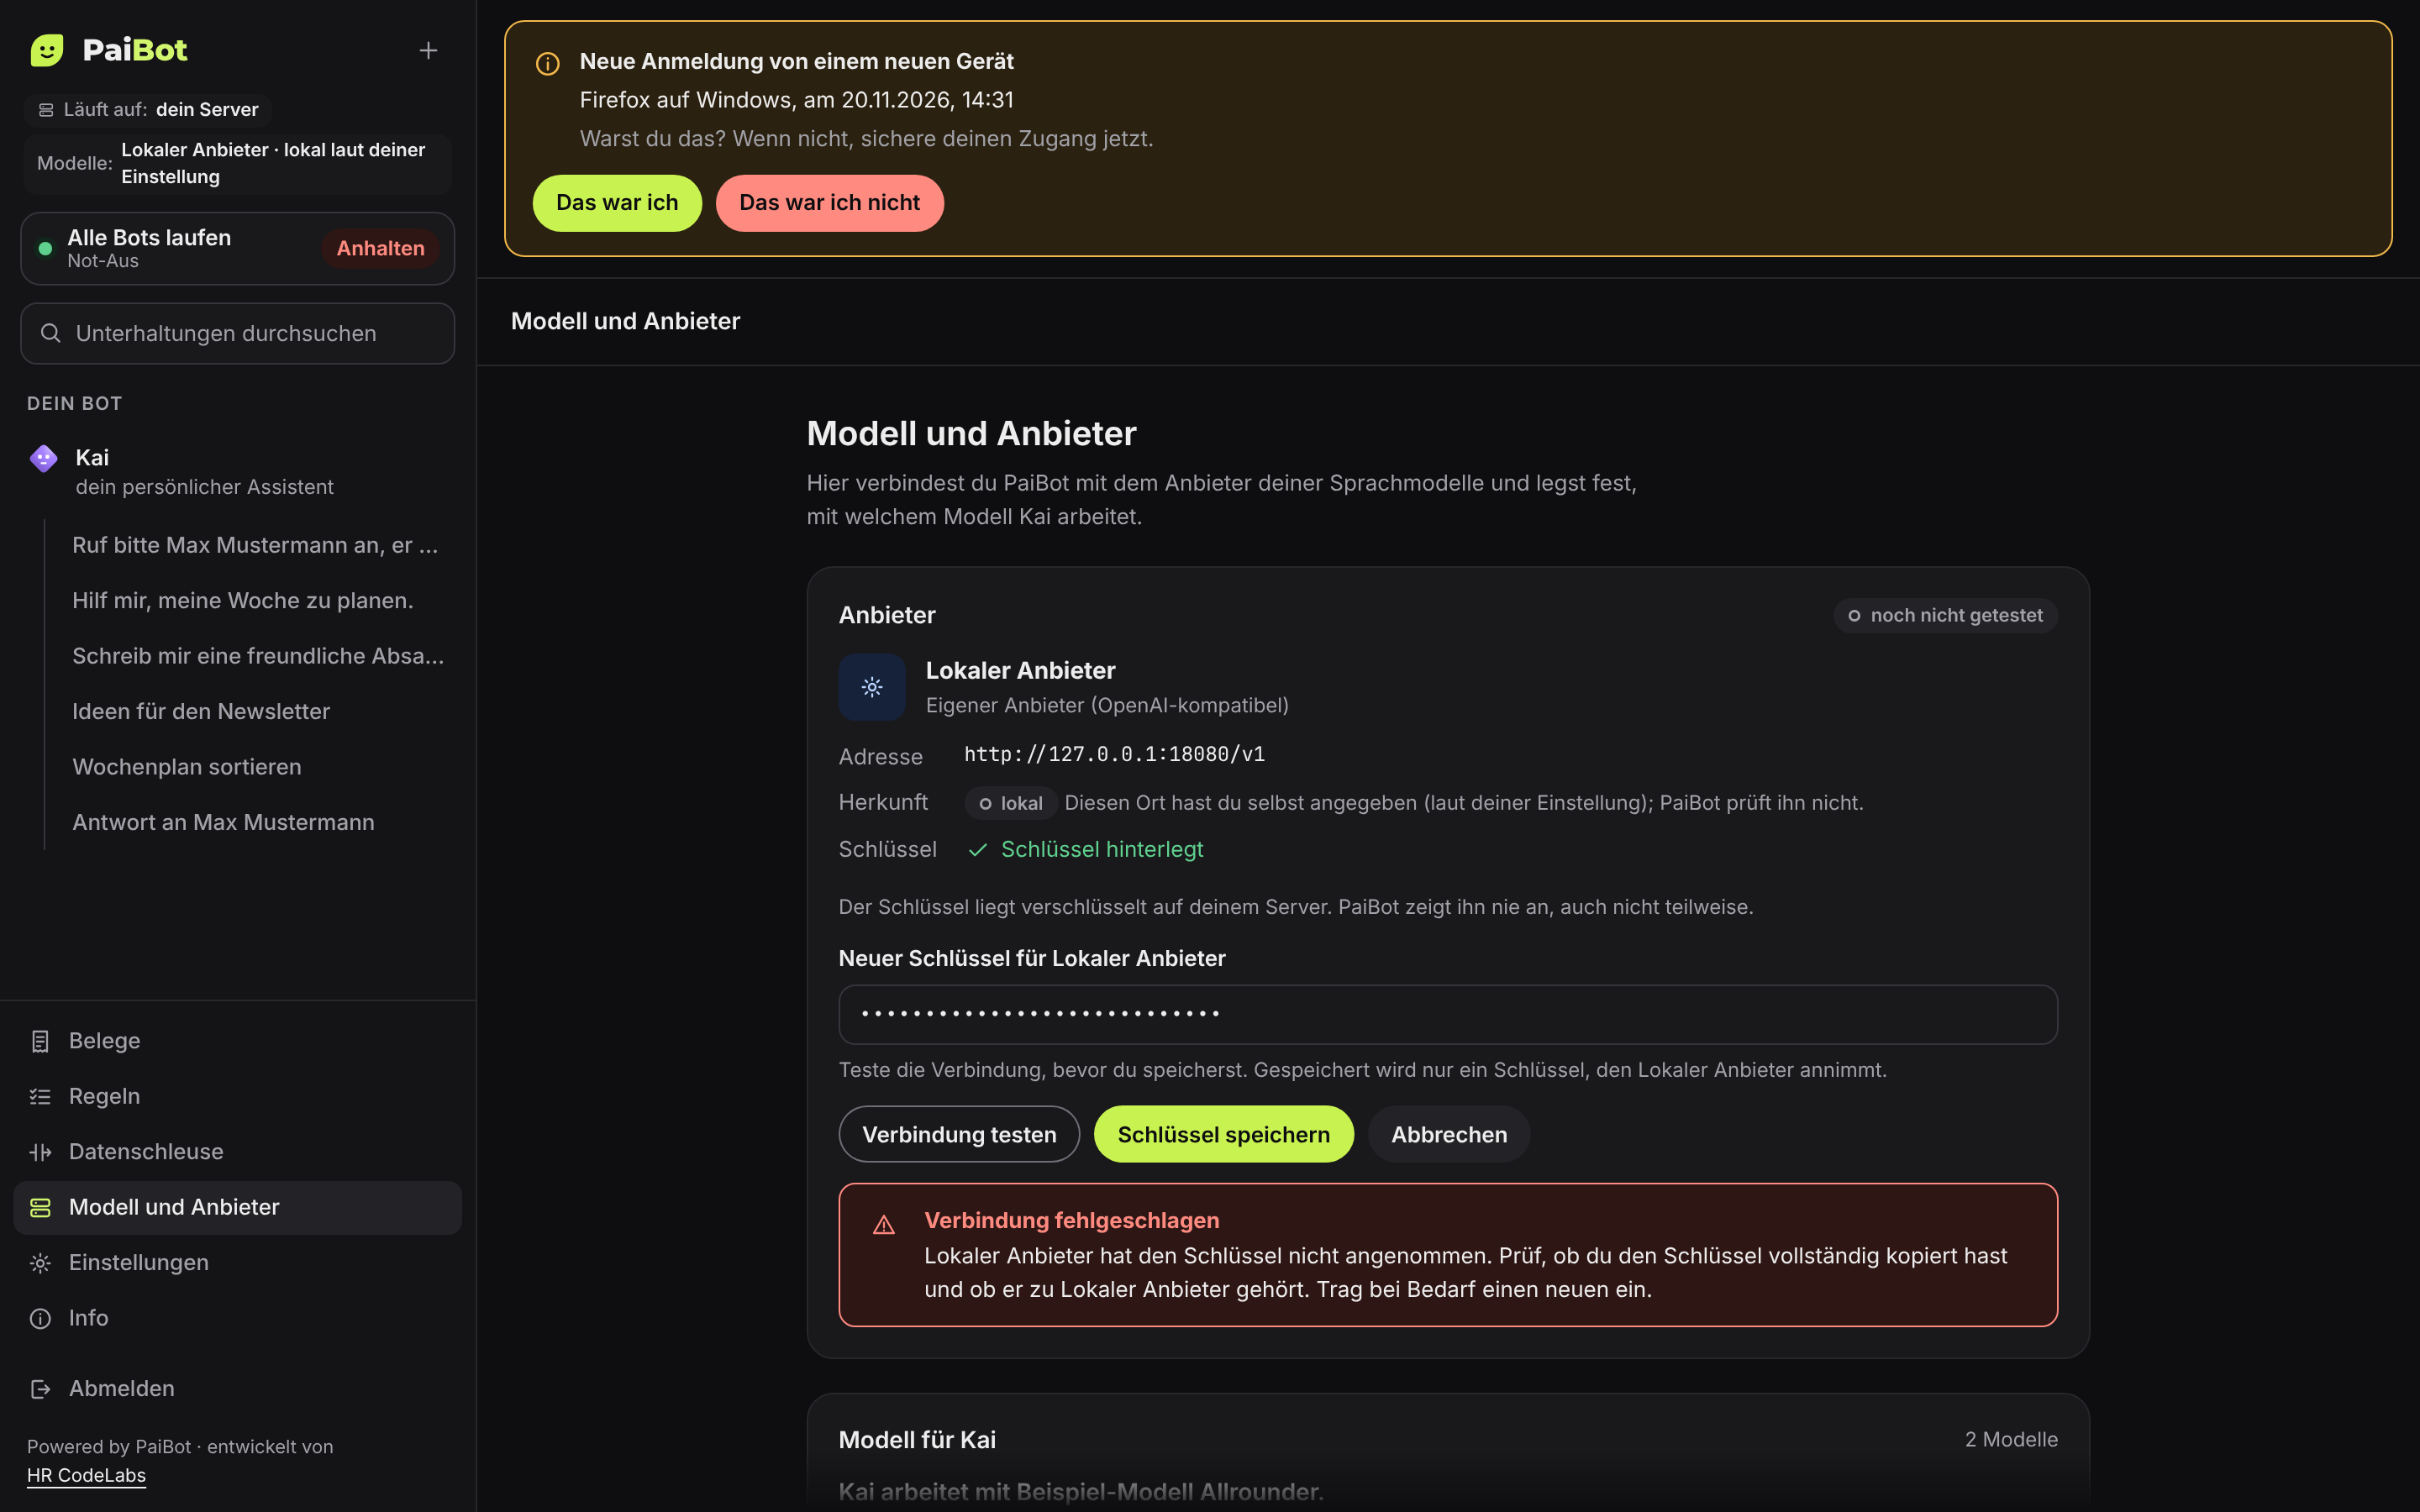 PaiBot
Läuft auf: dein Server
Modelle: Lokaler Anbieter · lokal laut deiner
Einstellung
Alle Bots laufen
Not-Aus
Anhalten
Unterhaltungen durchsuchen
DEIN BOT
Kai
dein persönlicher Assistent
Ruf bitte Max Mustermann an, er ...
Hilf mir, meine Woche zu planen.
Schreib mir eine freundliche Absa...
Ideen für den Newsletter
Wochenplan sortieren
Antwort an Max Mustermann
Belege
Regeln
Datenschleuse
Modell und Anbieter
Einstellungen
Info
Abmelden
Powered by PaiBot · entwickelt von
HR CodeLabs
Neue Anmeldung von einem neuen Gerät
Firefox auf Windows, am 20.11.2026, 14:31
Warst du das? Wenn nicht, sichere deinen Zugang jetzt.
Das war ich
Das war ich nicht
Modell und Anbieter
Modell und Anbieter
Hier verbindest du PaiBot mit dem Anbieter deiner Sprachmodelle und legst fest,
mit welchem Modell Kai arbeitet.
Anbieter
noch nicht getestet
Lokaler Anbieter
Eigener Anbieter (OpenAI-kompatibel)
Adresse http://127.0.0.1:18080/v1
Herkunft lokal Diesen Ort hast du selbst angegeben (laut deiner Einstellung); PaiBot prüft ihn nicht.
Schlüssel Schlüssel hinterlegt
Der Schlüssel liegt verschlüsselt auf deinem Server. PaiBot zeigt ihn nie an, auch nicht teilweise.
Neuer Schlüssel für Lokaler Anbieter
••••••••••••••••••••••••••••
Teste die Verbindung, bevor du speicherst. Gespeichert wird nur ein Schlüssel, den Lokaler Anbieter annimmt.
Verbindung testen
Schlüssel speichern
Abbrechen
Verbindung fehlgeschlagen
Lokaler Anbieter hat den Schlüssel nicht angenommen. Prüf, ob du den Schlüssel vollständig kopiert hast
und ob er zu Lokaler Anbieter gehört. Trag bei Bedarf einen neuen ein.
Modell für Kai
2 Modelle
Kai arbeitet mit Beispiel-Modell Allrounder.